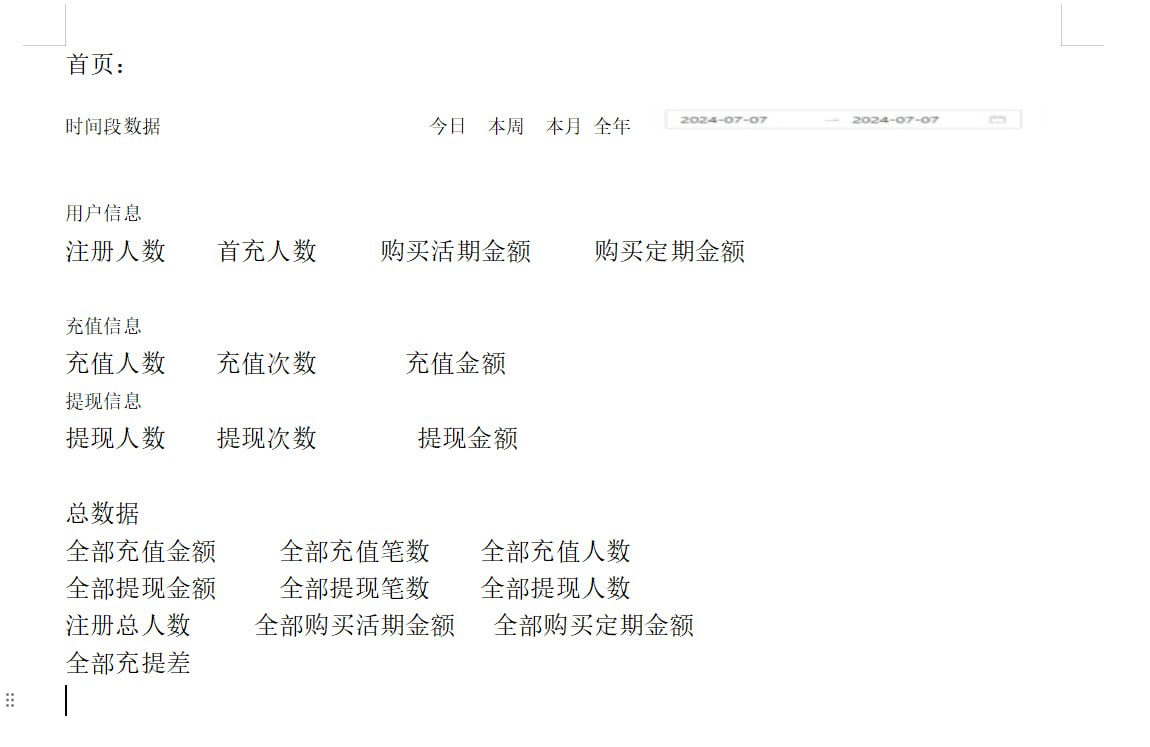 首页：
时间段数据 今日 本周 本月 全年 2024-07-07 → 2024-07-07
用户信息
注册人数 首充人数 购买活期金额 购买定期金额
充值信息
充值人数 充值次数 充值金额
提现信息
提现人数 提现次数 提现金额
总数据
全部充值金额 全部充值笔数 全部充值人数
全部提现金额 全部提现笔数 全部提现人数
注册总人数 全部购买活期金额 全部购买定期金额
全部充提差